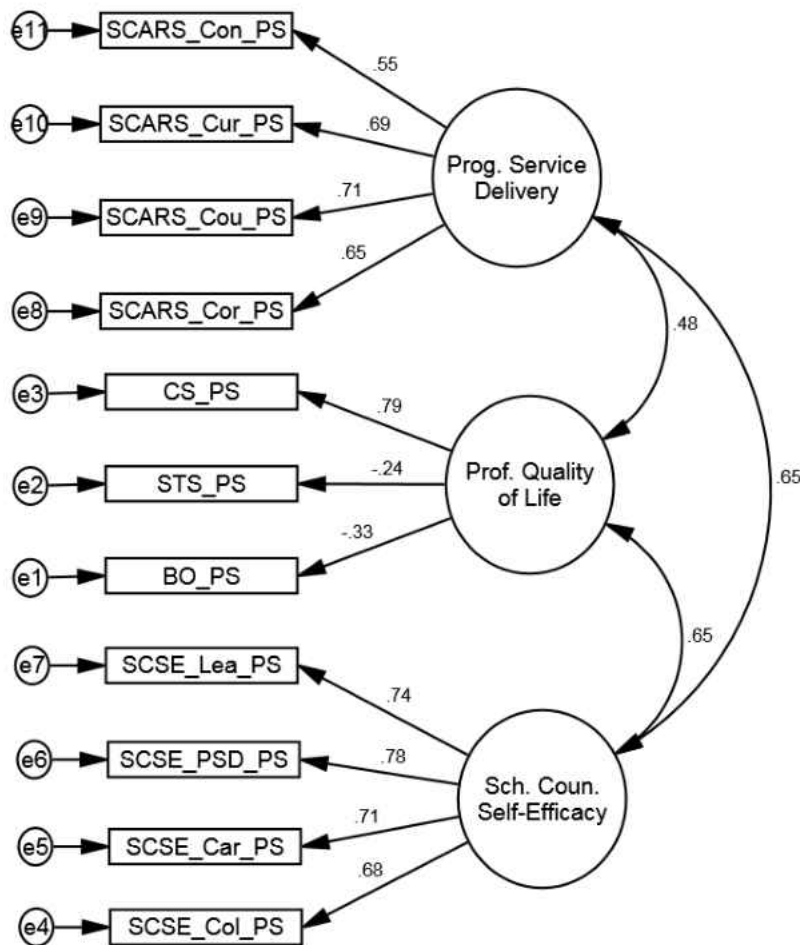 e11
SCARS_Con_PS
.55
e10
SCARS_Cur_PS
.69
Prog. Service
Delivery
e9
SCARS_Cou_PS
.71
e8
SCARS_Cor_PS
.65
.48
e3
CS_PS
.79
e2
STS_PS
-.24
Prof. Quality
of Life
.65
e1
BO_PS
-.33
.65
e7
SCSE_Lea_PS
.74
e6
SCSE_PSD_PS
.78
Sch. Coun.
Self-Efficacy
e5
SCSE_Car_PS
.71
e4
SCSE_Col_PS
.68